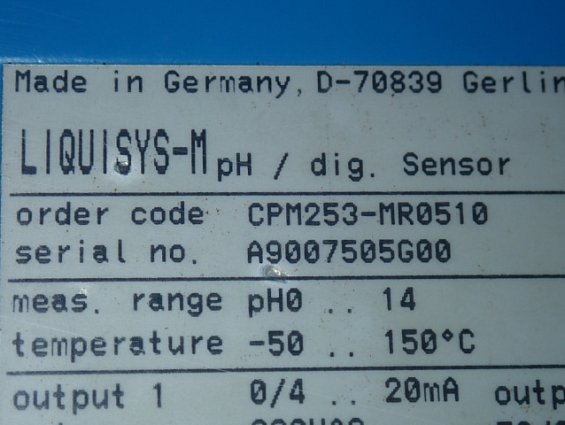 Made in Germany, D-70839 Gerlin
LIQUISYS-M pH / dig. Sensor
order code CPM253-MR0510
serial no. A9007505G00
meas. range pH0 .. 14
temperature -50 .. 150°C
output 1 0/4 .. 20mA outp